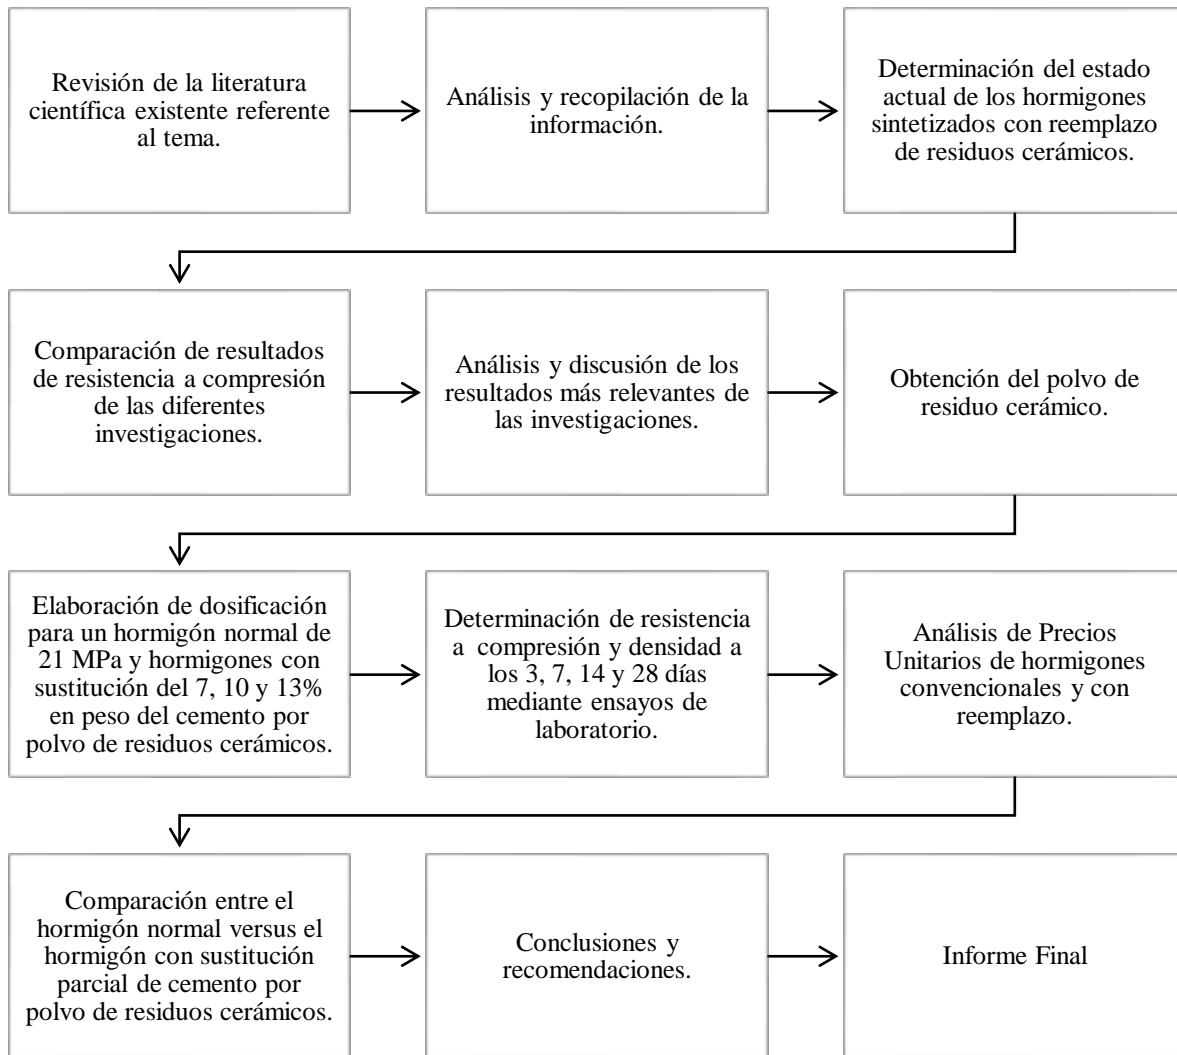 Revisión de la literatura
científica existente referente
al tema.
Análisis y recopilación de la
información.
Determinación del estado
actual de los hormigones
sintetizados con reemplazo
de residuos cerámicos.
Comparación de resultados
de resistencia a compresión
de las diferentes
investigaciones.
Análisis y discusión de los
resultados más relevantes de
las investigaciones.
Obtención del polvo de
residuo cerámico.
Elaboración de dosificación
para un hormigón normal de
21 MPa y hormigones con
sustitución del 7, 10 y 13%
en peso del cemento por
polvo de residuos cerámicos.
Determinación de resistencia
a compresión y densidad a
los 3, 7, 14 y 28 días
mediante ensayos de
laboratorio.
Análisis de Precios
Unitarios de hormigones
convencionales y con
reemplazo.
Comparación entre el
hormigón normal versus el
hormigón con sustitución
parcial de cemento por
polvo de residuos cerámicos.
Conclusiones y
recomendaciones.
Informe Final